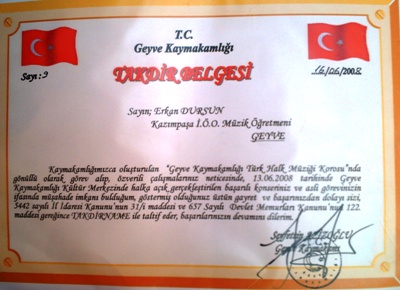 T.C.
Geyve Kaymakamlığı
Sayı : 9
16/06/2008
TAKDİR BELGESİ
Sayın; Erkan DURSUN
Kazımpaşa İ.Ö.O. Müzik Öğretmeni
GEYVE
Kaymakamlığımızca oluşturulan "Geyve Kaymakamlığı Türk Halk Müziği Korosu"nda
gönüllü olarak görev alıp, özverili çalışmalarınız neticesinde, 13.06.2008 tarihinde Geyve
Kaymakamlığı Kültür Merkezinde halka açık gerçekleştirilen başarılı konseriniz ve asli görevinizin
ifasında müşahade imkanı bulduğum, göstermiş olduğunuz üstün gayret ve başarınızdan dolayı sizi,
5442 sayılı İl İdaresi Kanunu'nun 31/i maddesi ve 657 Sayılı Devlet Memurları Kanunu'nun 122.
maddesi gereğince TAKDİRNAME ile taltif eder, başarılarınızın devamını dilerim.
Geyve Kaymakamı